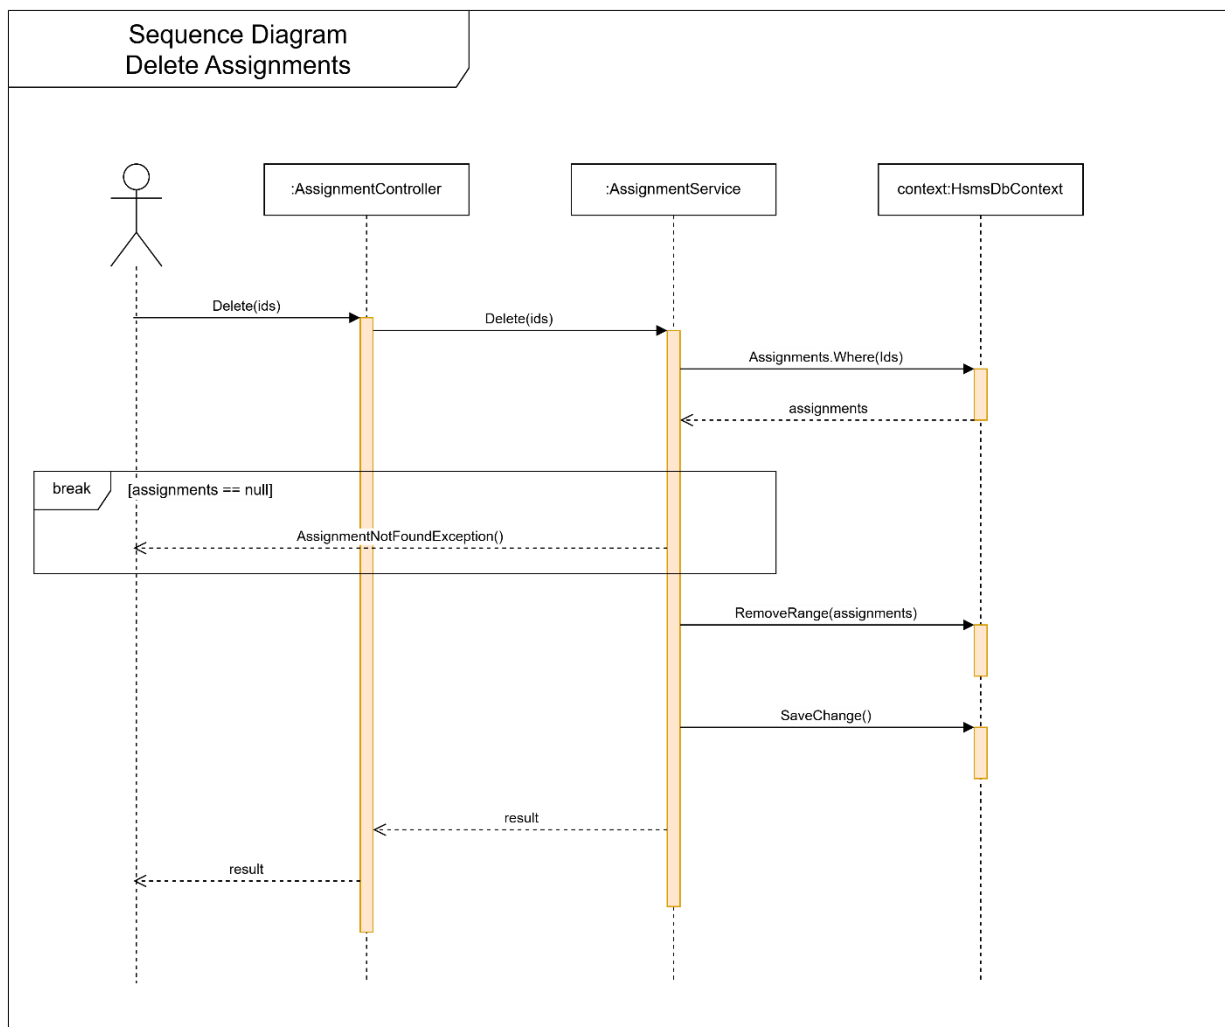 Sequence Diagram
Delete Assignments
:AssignmentController
:AssignmentService
context:HsmsDbContext
Delete(ids)
Delete(ids)
Assignments.Where(Ids)
assignments
break
[assignments == null]
AssignmentNotFoundException()
RemoveRange(assignments)
SaveChange()
result
result